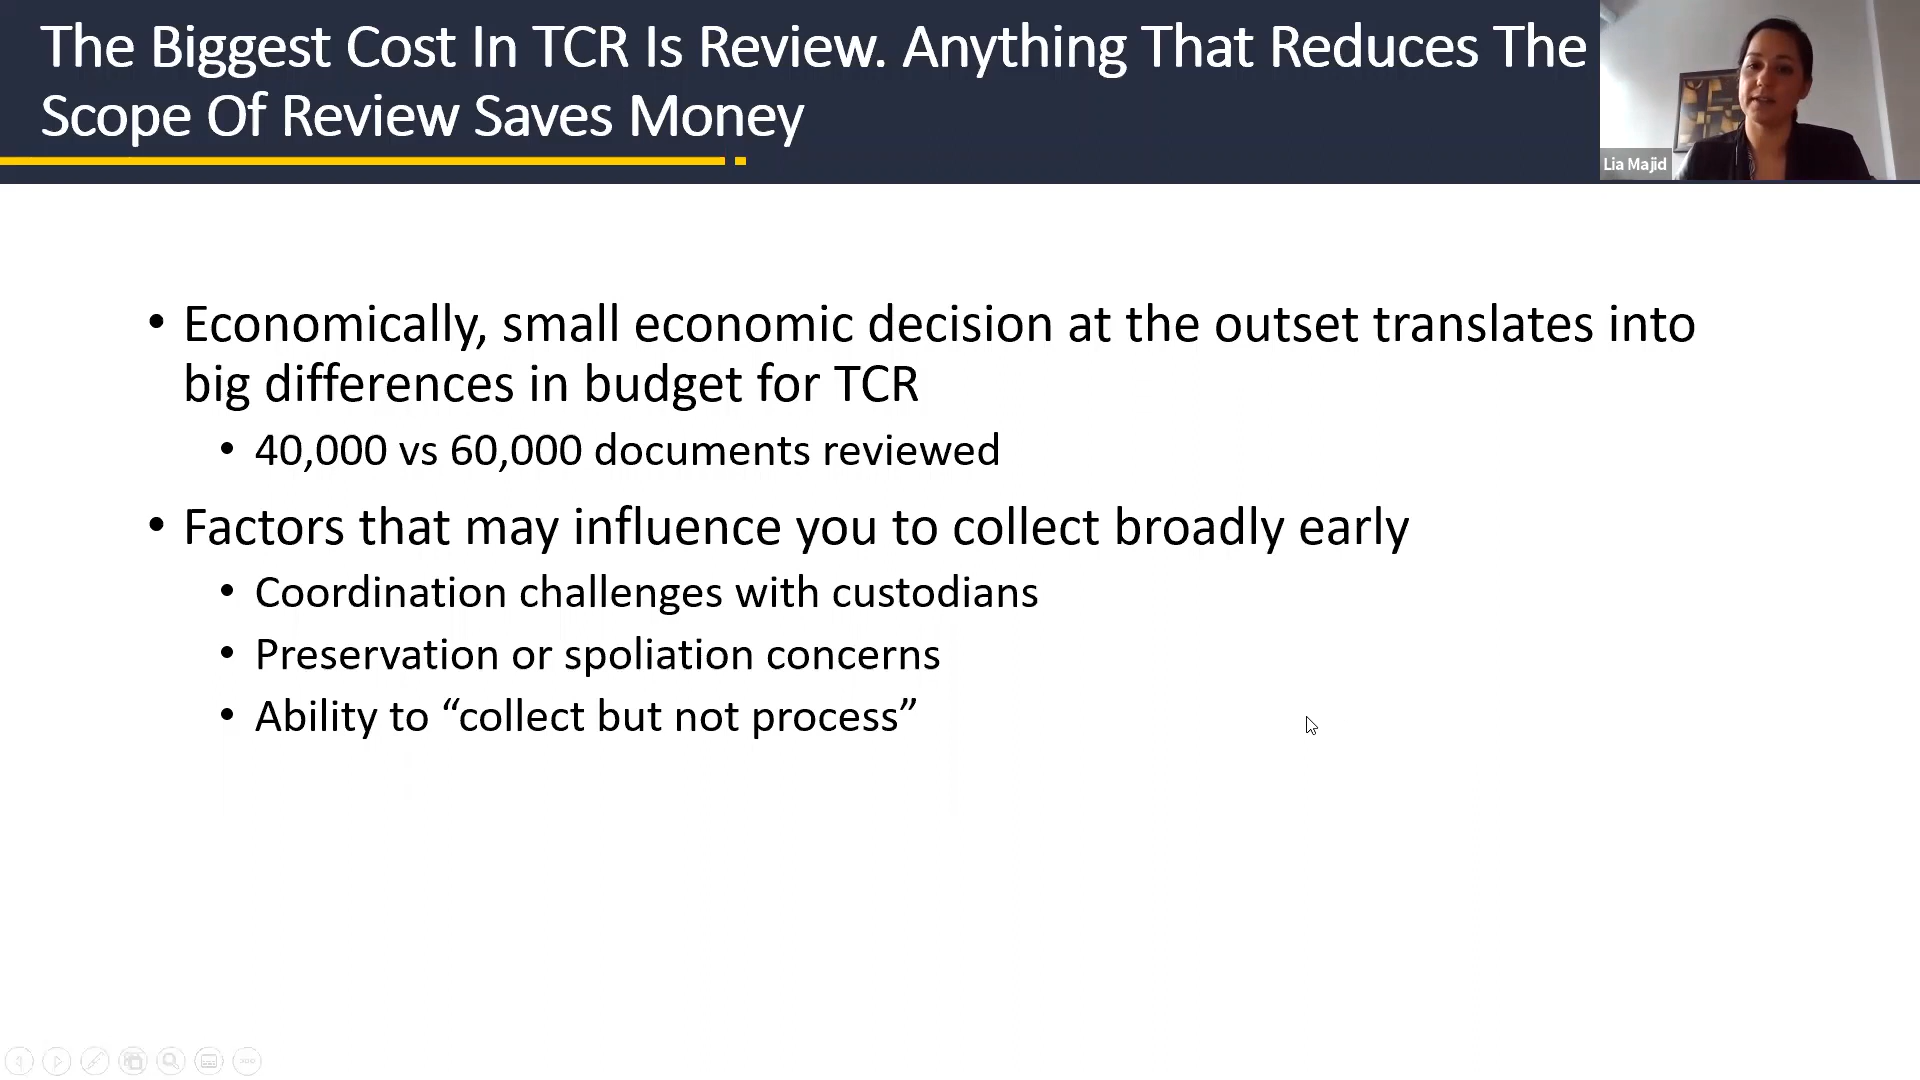 The Biggest Cost In TCR Is Review. Anything That Reduces The
Scope Of Review Saves Money
Lia Majid
• Economically, small economic decision at the outset translates into
big differences in budget for TCR
• 40,000 vs 60,000 documents reviewed
• Factors that may influence you to collect broadly early
• Coordination challenges with custodians
• Preservation or spoliation concerns
• Ability to “collect but not process”